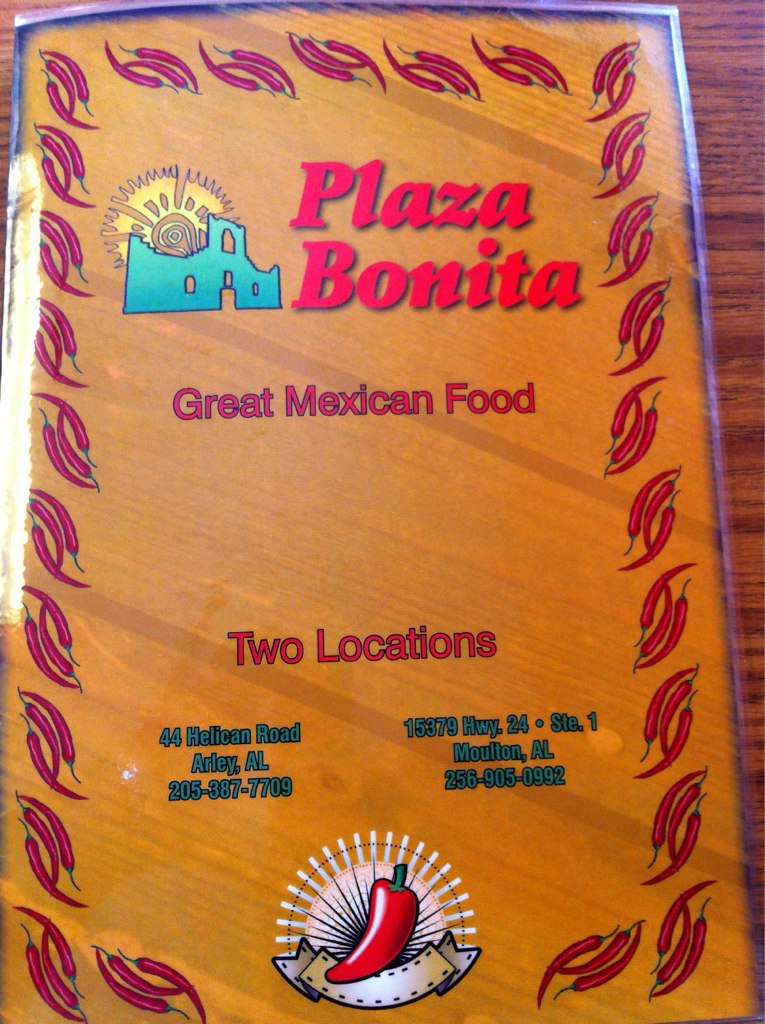 Plaza
Bonita
Great Mexican Food
Two Locations
44 Helican Road
Arley, AL
205-387-7709
15379 Hwy. 24 • Ste. 1
Moulton, AL
256-905-0992